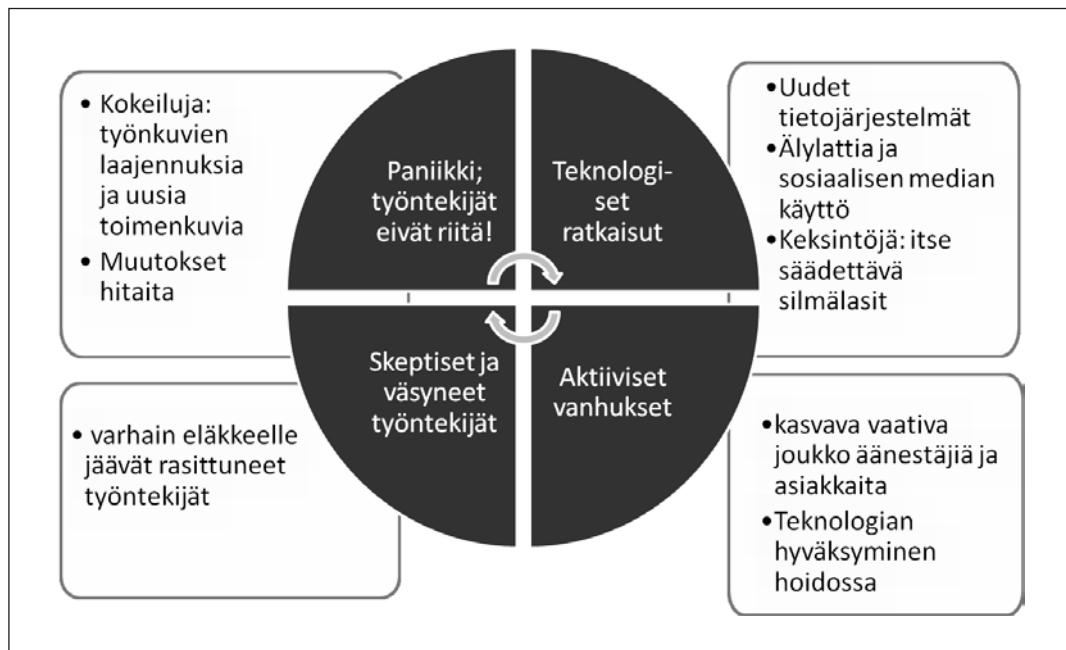 • Kokeiluja:
työnkuvien
laajennuksia
ja uusia
toimenkuvia
• Muutokset
hitaita
Paniikki;
työntekijät
eivät riitä!
Teknologi-
set
ratkaisut
•Uudet
tietojärjestelmät
•Älylattia ja
sosiaalisen median
käyttö
•Keksintöjä: itse
säädettävä
silmälasit
• varhain eläkkeelle
jäävät rasittuneet
työntekijät
Skeptiset ja
väsyneet
työntekijät
Aktiiviset
vanhukset
•kasvava vaativa
joukko äänestäjiä ja
asiakkaita
•Teknologian
hyväksyminen
hoidossa